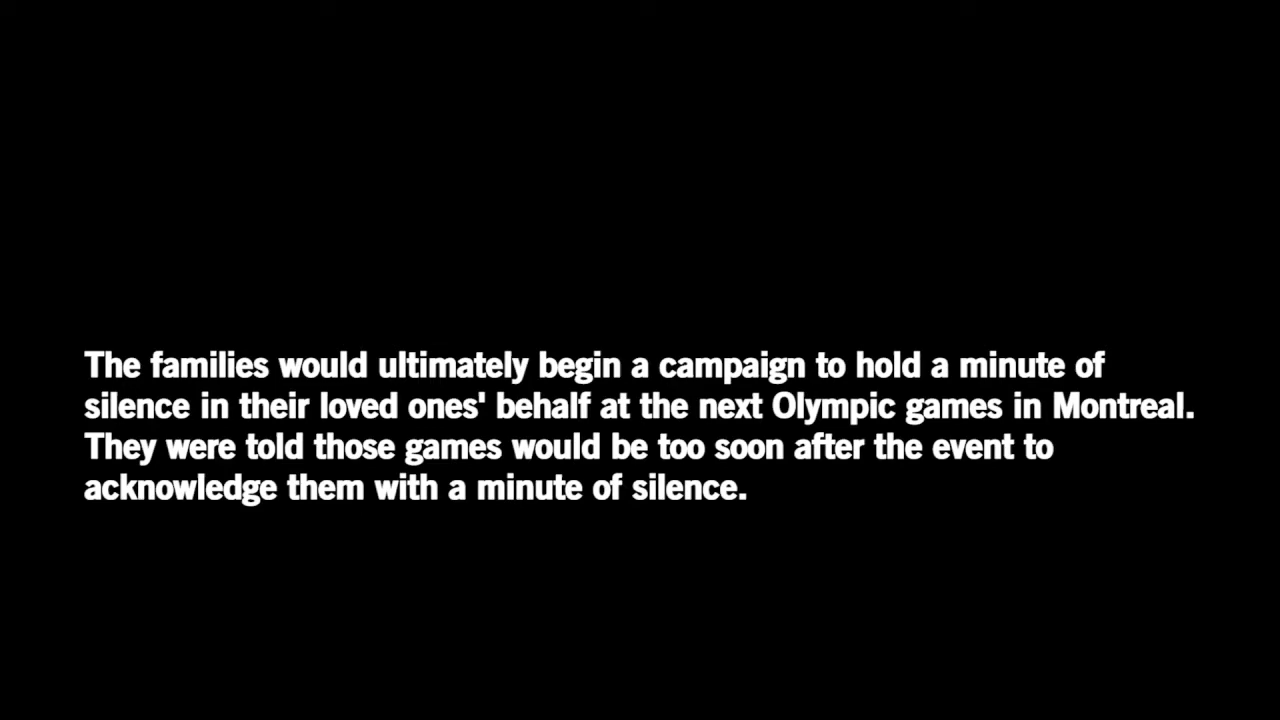 The families would ultimately begin a campaign to hold a minute of
silence in their loved ones' behalf at the next Olympic games in Montreal.
They were told those games would be too soon after the event to
acknowledge them with a minute of silence.